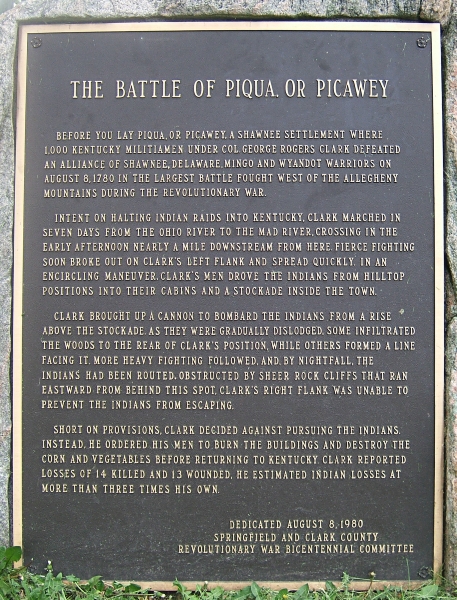 THE BATTLE OF PIQUA, OR PICAWEY
BEFORE YOU LAY PIQUA, OR PICAWEY, A SHAWNEE SETTLEMENT WHERE
1,000 KENTUCKY MILITIAMEN UNDER COL. GEORGE ROGERS CLARK DEFEATED
AN ALLIANCE OF SHAWNEE, DELAWARE, MINGO AND WYANDOT WARRIORS ON
AUGUST 8, 1780 IN THE LARGEST BATTLE FOUGHT WEST OF THE ALLEGHENY
MOUNTAINS DURING THE REVOLUTIONARY WAR.
INTENT ON HALTING INDIAN RAIDS INTO KENTUCKY, CLARK MARCHED IN
SEVEN DAYS FROM THE OHIO RIVER TO THE MAD RIVER, CROSSING IN THE
EARLY AFTERNOON NEARLY A MILE DOWNSTREAM FROM HERE. FIERCE FIGHTING
SOON BROKE OUT ON CLARK'S LEFT FLANK AND SPREAD QUICKLY. IN AN
ENCIRCLING MANEUVER, CLARK'S MEN DROVE THE INDIANS FROM HILLTOP
POSITIONS INTO THEIR CABINS AND A STOCKADE INSIDE THE TOWN.
CLARK BROUGHT UP A CANNON TO BOMBARD THE INDIANS FROM A RISE
ABOVE THE STOCKADE. AS THEY WERE GRADUALLY DISLODGED, SOME INFILTRATED
THE WOODS TO THE REAR OF CLARK'S POSITION, WHILE OTHERS FORMED A LINE
FACING IT. MORE HEAVY FIGHTING FOLLOWED, AND, BY NIGHTFALL, THE
INDIANS HAD BEEN ROUTED. OBSTRUCTED BY SHEER ROCK CLIFFS THAT RAN
EASTWARD FROM BEHIND THIS SPOT, CLARK'S RIGHT FLANK WAS UNABLE TO
PREVENT THE INDIANS FROM ESCAPING.
SHORT ON PROVISIONS, CLARK DECIDED AGAINST PURSUING THE INDIANS.
INSTEAD, HE ORDERED HIS MEN TO BURN THE BUILDINGS AND DESTROY THE
CORN AND VEGETABLES BEFORE RETURNING TO KENTUCKY. CLARK REPORTED
LOSSES OF 14 KILLED AND 13 WOUNDED. HE ESTIMATED INDIAN LOSSES AT
MORE THAN THREE TIMES HIS OWN.
DEDICATED AUGUST 8, 1980
SPRINGFIELD AND CLARK COUNTY
REVOLUTIONARY WAR BICENTENNIAL COMMITTEE